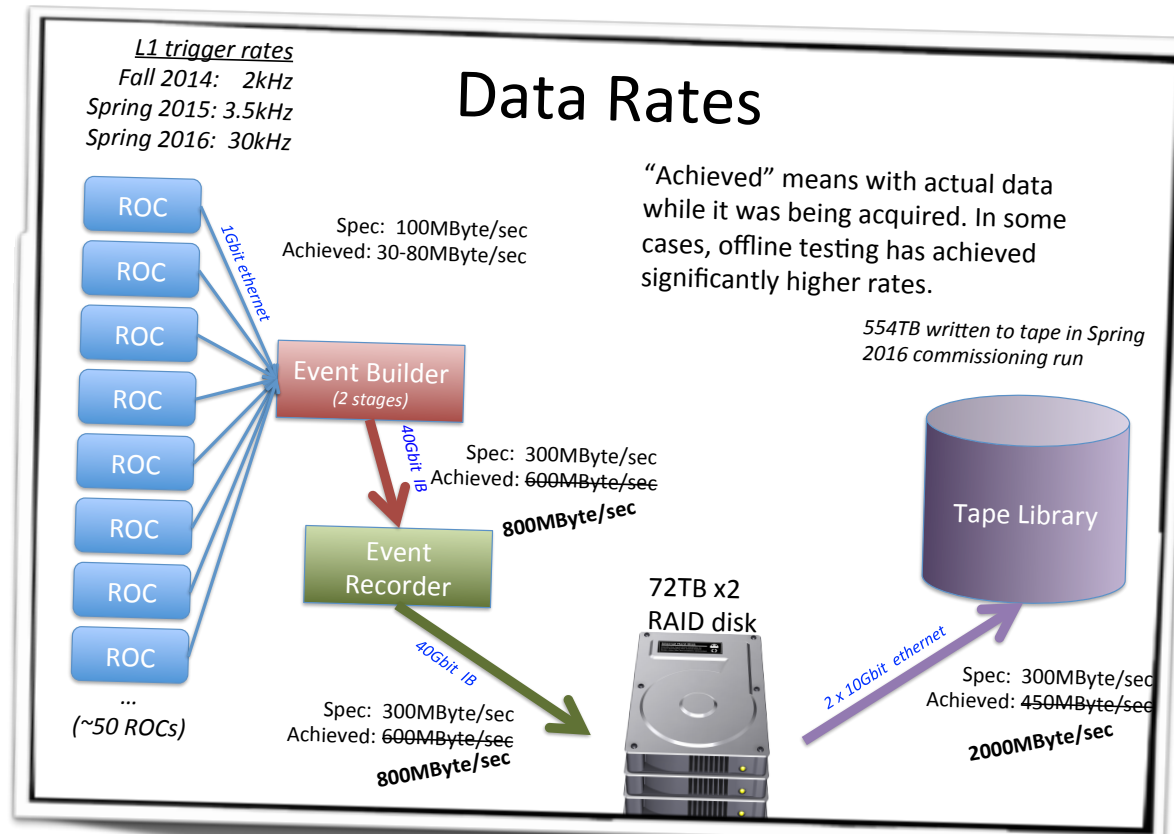 L1 trigger rates
Fall 2014: 2kHz
Spring 2015: 3.5kHz
Spring 2016: 30kHz
Data Rates
"Achieved" means with actual data
while it was being acquired. In some
cases, offline testing has achieved
significantly higher rates.
ROC
ROC
ROC
ROC
ROC
ROC
ROC
ROC
...
(~50 ROCs)
1Gbit ethernet
Spec: 100MByte/sec
Achieved: 30-80MByte/sec
Event Builder
(2 stages)
40Gbit IB
Spec: 300MByte/sec
Achieved: 600MByte/sec
800MByte/sec
Event
Recorder
40Gbit IB
Spec: 300MByte/sec
Achieved: 600MByte/sec
800MByte/sec
72TB x2
RAID disk
554TB written to tape in Spring
2016 commissioning run
Tape Library
2 x 10Gbit ethernet
Spec: 300MByte/sec
Achieved: 450MByte/sec
2000MByte/sec